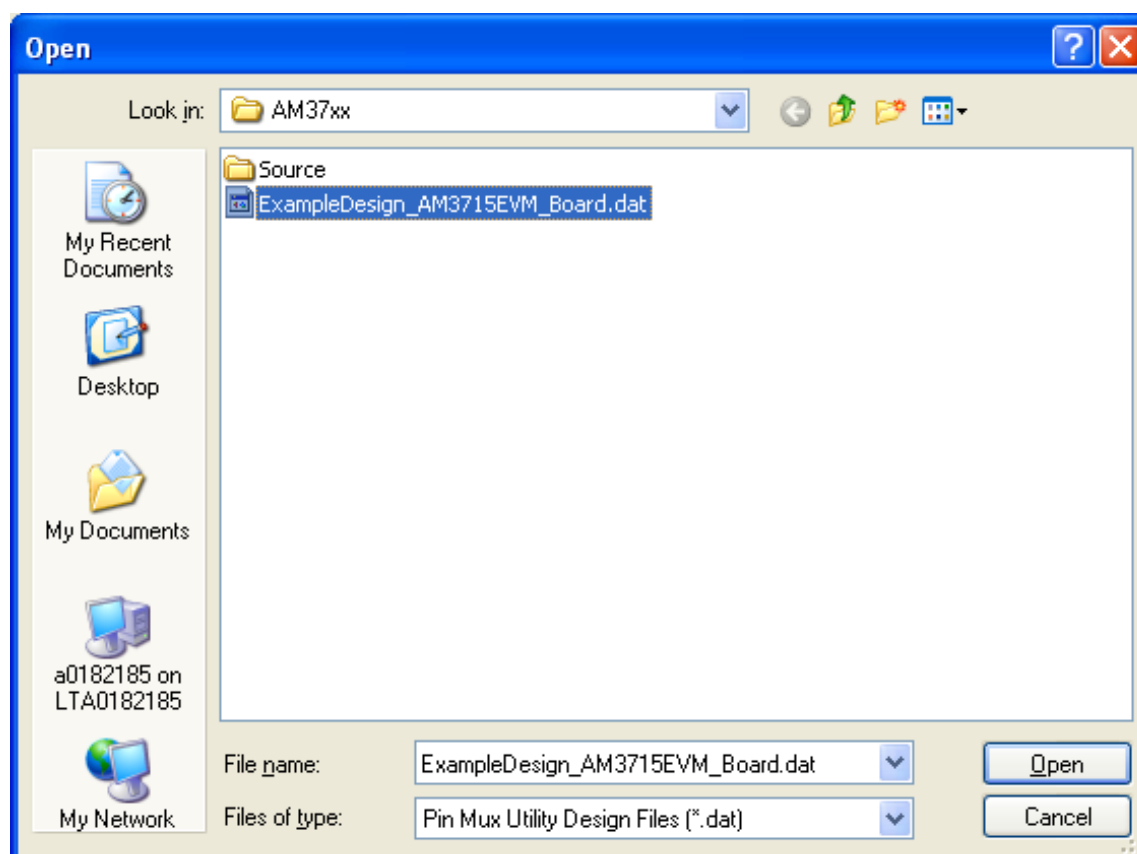 Open
Look in:
AM37xx
Source
ExampleDesign_AM3715EVM_Board.dat
My Recent
Documents
Desktop
My Documents
a0182185 on
LTA0182185
My Network
File name:
ExampleDesign_AM3715EVM_Board.dat
Open
Files of type:
Pin Mux Utility Design Files (*.dat)
Cancel